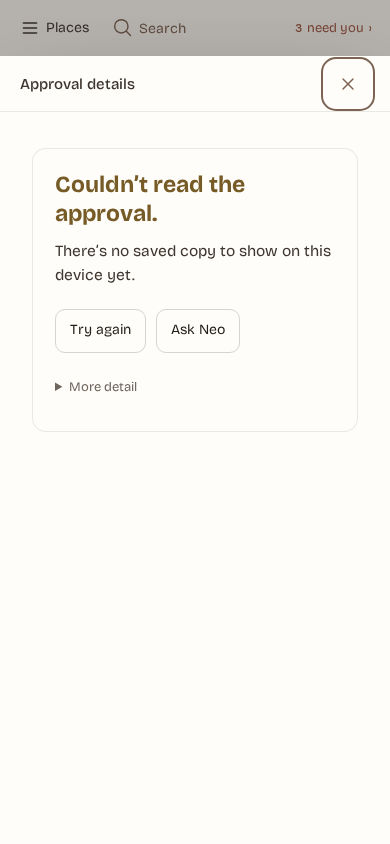 Places
Search
3 need you ›
Approval details
Couldn't read the
approval.
There's no saved copy to show on this
device yet.
Try again
Ask Neo
More detail